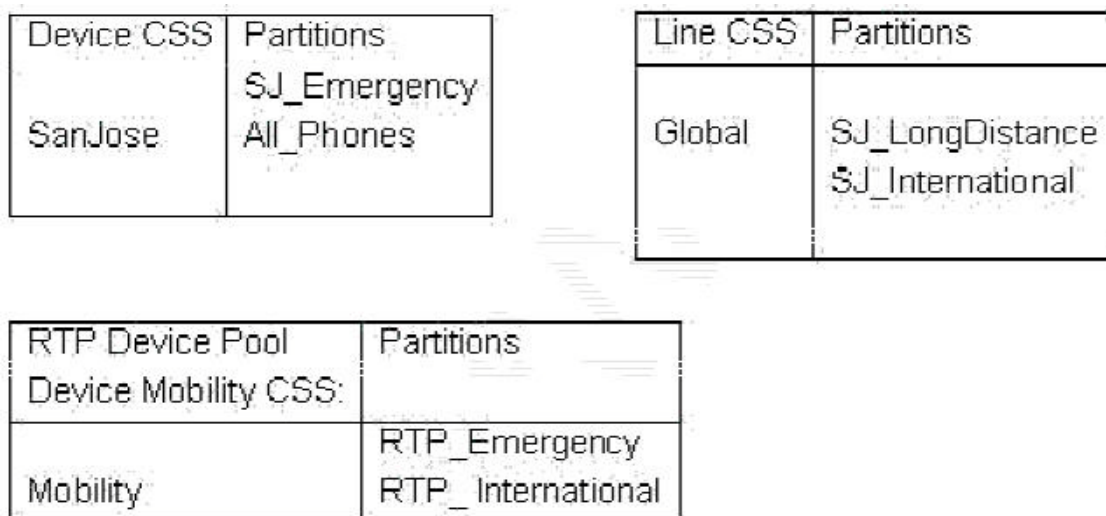 Device CSS Partitions
SJ_Emergency
SanJose All_Phones
Line CSS Partitions
Global SJ_LongDistance
SJ_International
RTP Device Pool Partitions
Device Mobility CSS:
RTP_Emergency
Mobility RTP_ International